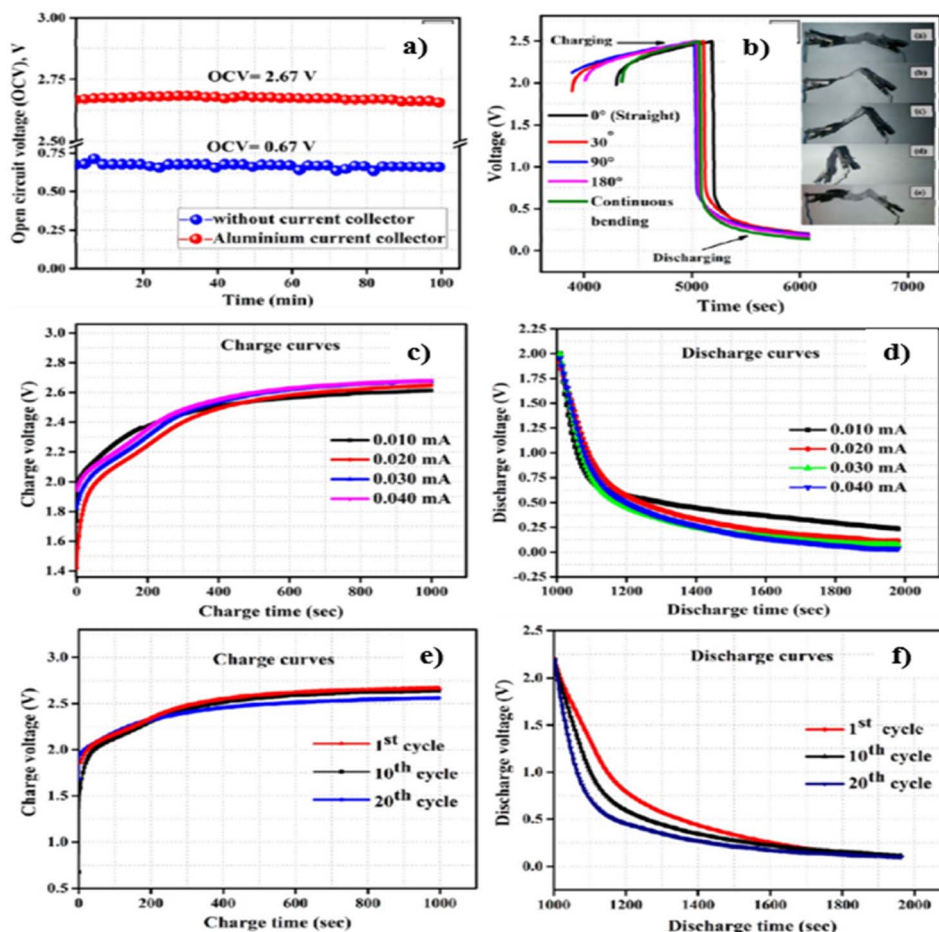 a)
Open circuit voltage (OCV), V
OCV= 2.67 V
OCV= 0.67 V
without current collector
Aluminium current collector
2.75
2.50
0.75
0.50
0.25
0.00
20 40 60 80 100
Time (min)
b)
Voltage (V)
Charging
0° (Straight)
30°
90°
180°
Continuous
bending
Discharging
(a)
(b)
(c)
(d)
(e)
2.5
2.0
1.5
1.0
0.5
0.0
4000 5000 6000 7000
Time (sec)
c)
Charge curves
Charge voltage (V)
0.010 mA
0.020 mA
0.030 mA
0.040 mA
3.0
2.8
2.6
2.4
2.2
2.0
1.8
1.6
1.4
0 200 400 600 800 1000
Charge time (sec)
d)
Discharge curves
Discharge voltage (V)
0.010 mA
0.020 mA
0.030 mA
0.040 mA
2.25
2.00
1.75
1.50
1.25
1.00
0.75
0.50
0.25
0.00
-0.25
1000 1200 1400 1600 1800 2000
Discharge time (sec)
e)
Charge curves
Charge voltage (V)
1st cycle
10th cycle
20th cycle
3.0
2.5
2.0
1.5
1.0
0.5
0 200 400 600 800 1000
Charge time (sec)
f)
Discharge curves
Discharge voltage (V)
1st cycle
10th cycle
20th cycle
2.5
2.0
1.5
1.0
0.5
0.0
1000 1200 1400 1600 1800 2000
Discharge time (sec)